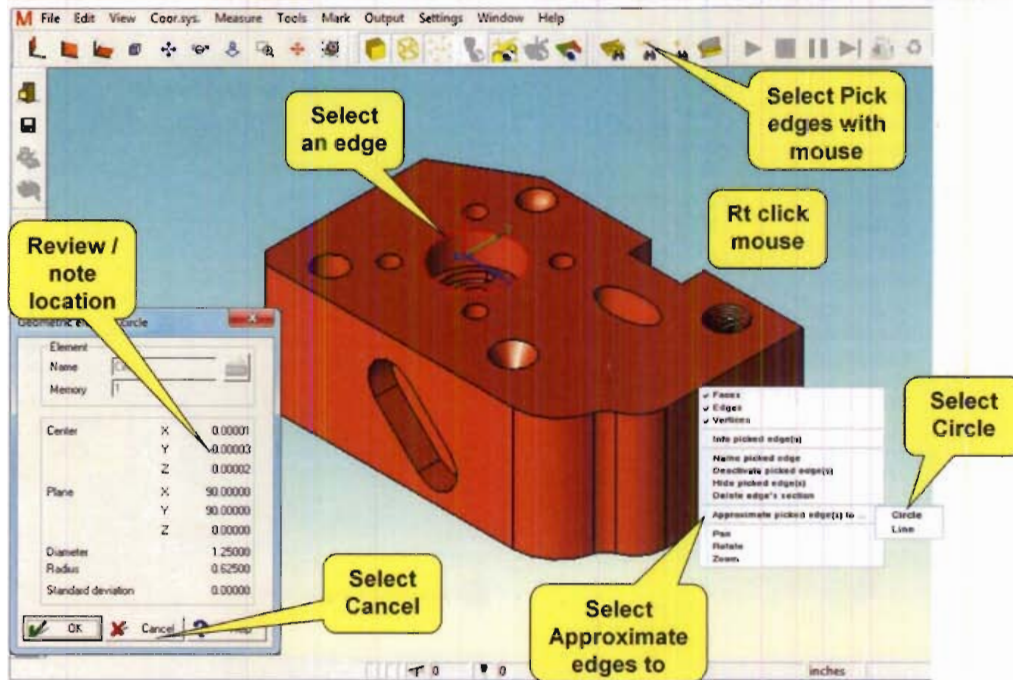 M File Edit View Coor.sys. Measure Tools Mark Output Settings Window Help
Select Pick
edges with
mouse
Select
an edge
Rt click
mouse
Review /
note
location
Geometric circle
Element
Name
Memory 1
Center X 0.00001
Y -0.00003
Z 0.00002
Plane X 90.00000
Y 90.00000
Z 0.00000
Diameter 1.25000
Radius 0.62500
Standard deviation 0.00000
OK Cancel ?
Select
Cancel
✓ Faces
✓ Edges
✓ Vertices
Info picked edge(s)
Name picked edge
Deactivate picked edge(s)
Hide picked edge(s)
Delete edge's section
Approximate picked edge(s) to ...
Pan
Rotate
Zoom
Circle
Line
Select
Circle
Select
Approximate
edges to
0 0 inches